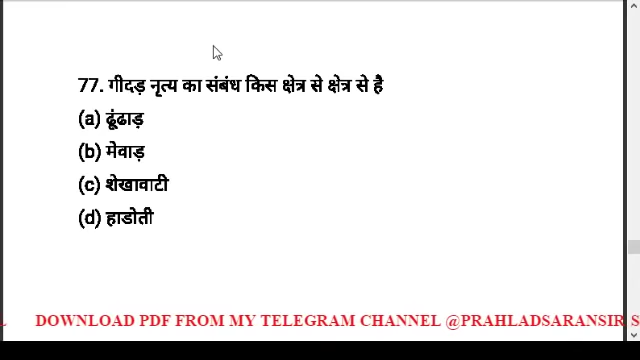 77. गीदड़ नृत्य का संबंध किस क्षेत्र से क्षेत्र से है
(a) ढूंढाड़
(b) मेवाड़
(c) शेखावाटी
(d) हाडोती
DOWNLOAD PDF FROM MY TELEGRAM CHANNEL @PRAHLADSARANSIR S